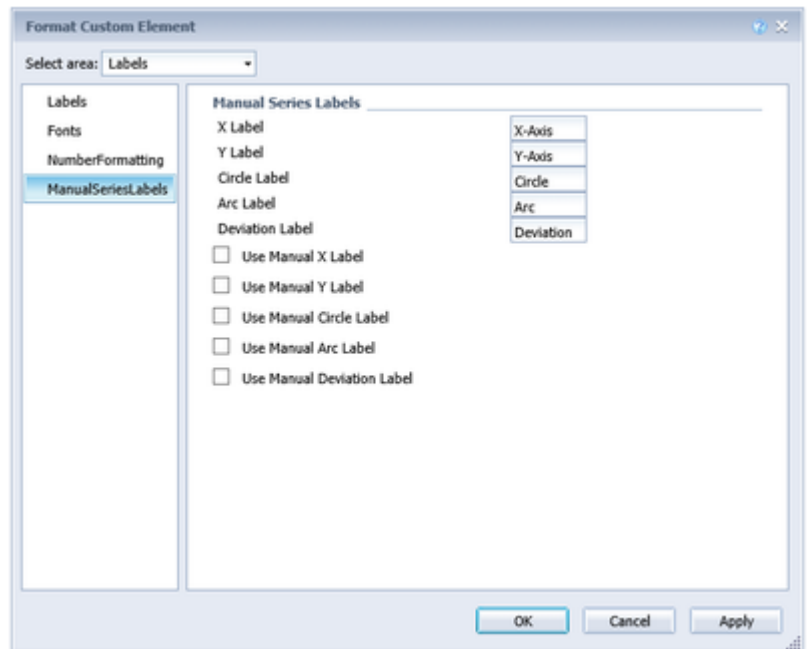 Format Custom Element
Select area: Labels
Labels
Fonts
NumberFormatting
ManualSeriesLabels
Manual Series Labels
X Label X-Axis
Y Label Y-Axis
Circle Label Circle
Arc Label Arc
Deviation Label Deviation
Use Manual X Label
Use Manual Y Label
Use Manual Circle Label
Use Manual Arc Label
Use Manual Deviation Label
OK Cancel Apply